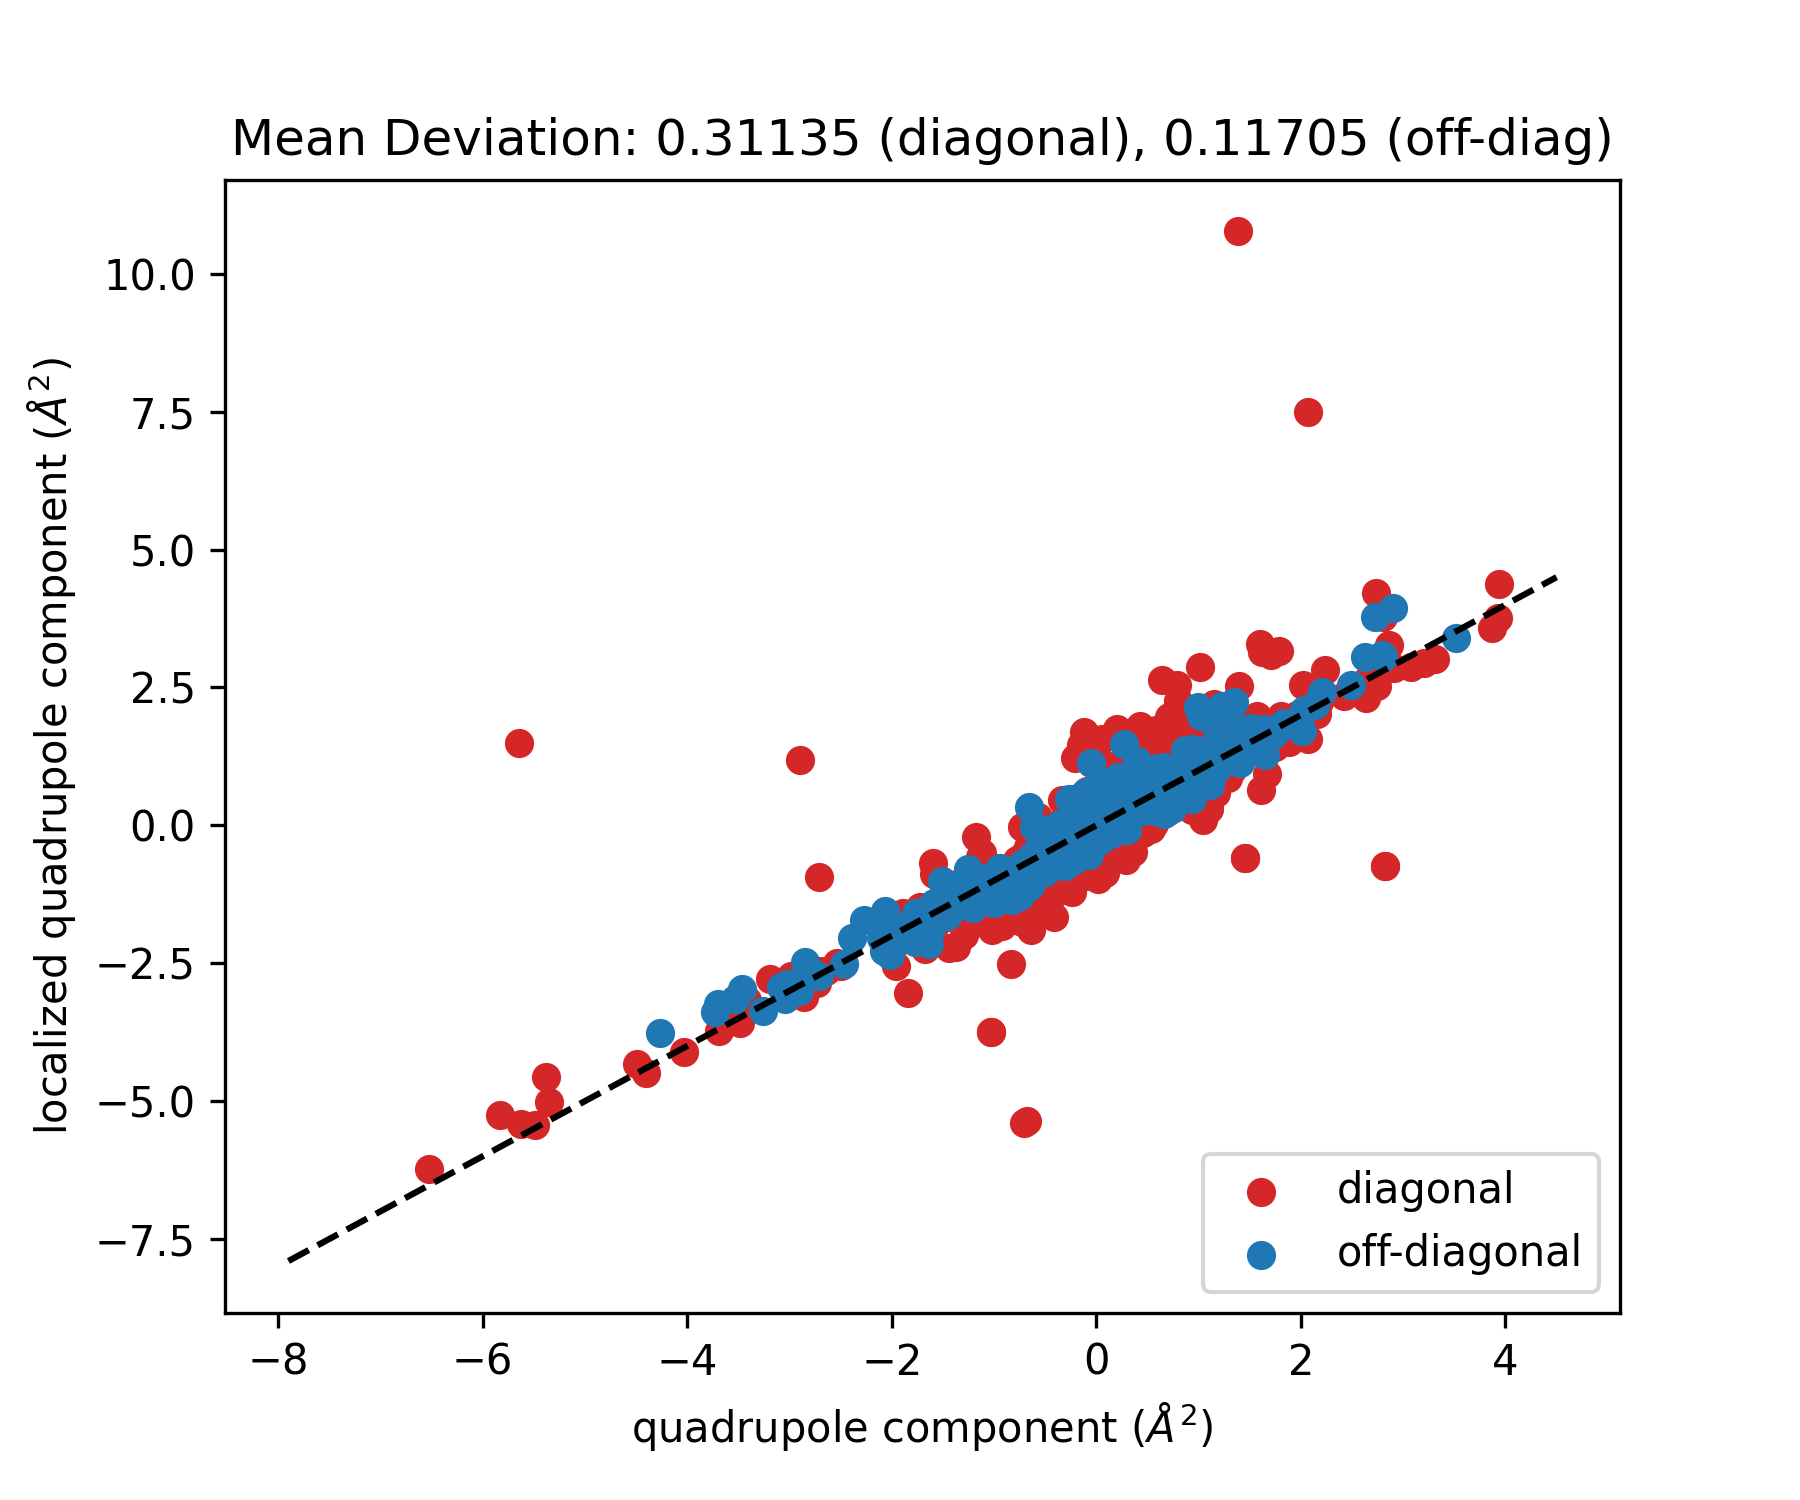 Mean Deviation: 0.31135 (diagonal), 0.11705 (off-diag)
localized quadrupole component (Å²)
10.0
7.5
5.0
2.5
0.0
−2.5
−5.0
−7.5
diagonal
off-diagonal
−8 −6 −4 −2 0 2 4
quadrupole component (Å²)